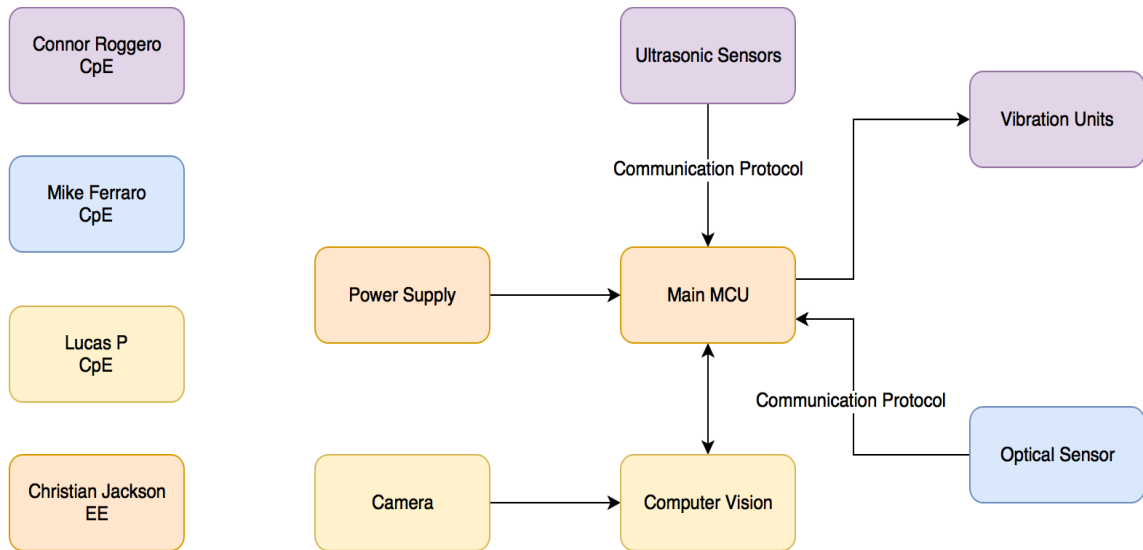 Connor Roggero
CpE
Ultrasonic Sensors
Vibration Units
Communication Protocol
Mike Ferraro
CpE
Power Supply
Main MCU
Lucas P
CpE
Communication Protocol
Optical Sensor
Christian Jackson
EE
Camera
Computer Vision